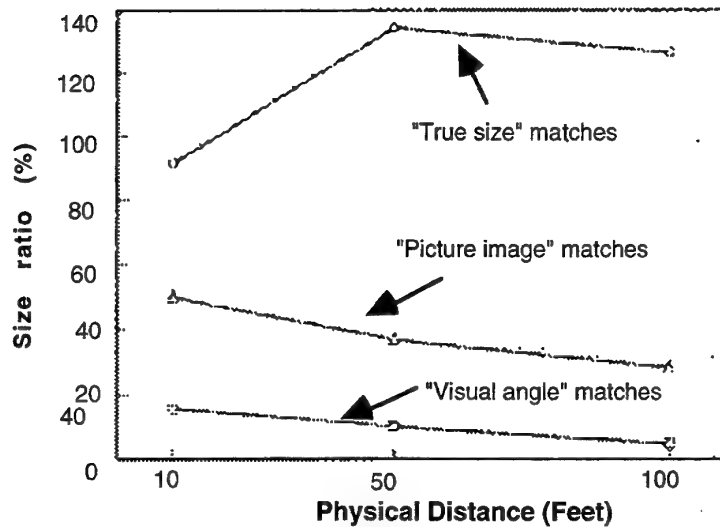 140
120
100
80
60
40
20
40
0
Size ratio (%)
"True size" matches
"Picture image" matches
"Visual angle" matches
10 50 100
Physical Distance (Feet)